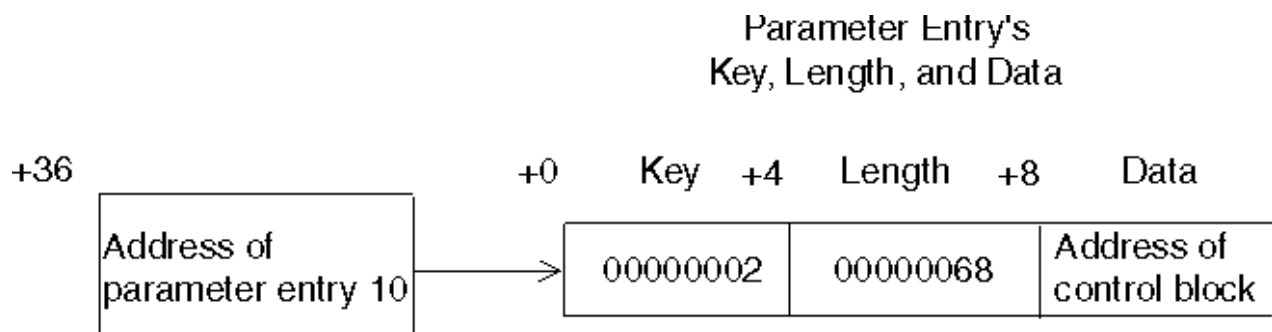 Parameter Entry's
Key, Length, and Data
+36
+0 Key +4 Length +8 Data
Address of
parameter entry 10
00000002
00000068
Address of
control block